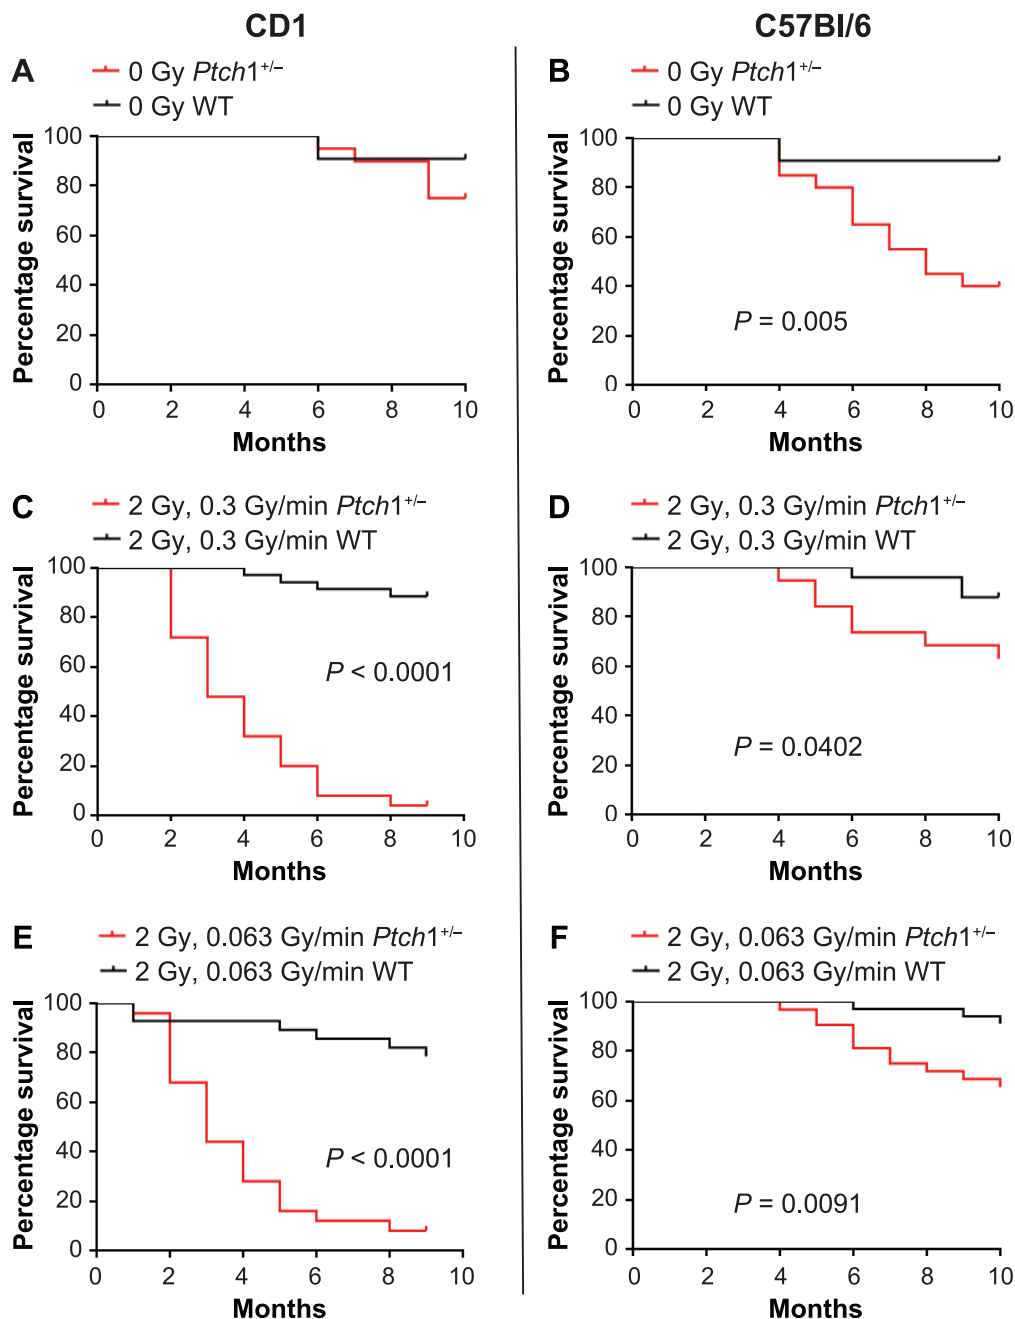 CD1
C57Bl/6
A
0 Gy Ptch1+/–
0 Gy WT
Percentage survival
100
80
60
40
20
0
0 2 4 6 8 10
Months
B
0 Gy Ptch1+/–
0 Gy WT
Percentage survival
100
80
60
40
20
0
P = 0.005
0 2 4 6 8 10
Months
C
2 Gy, 0.3 Gy/min Ptch1+/–
2 Gy, 0.3 Gy/min WT
Percentage survival
100
80
60
40
20
0
P < 0.0001
0 2 4 6 8 10
Months
D
2 Gy, 0.3 Gy/min Ptch1+/–
2 Gy, 0.3 Gy/min WT
Percentage survival
100
80
60
40
20
0
P = 0.0402
0 2 4 6 8 10
Months
E
2 Gy, 0.063 Gy/min Ptch1+/–
2 Gy, 0.063 Gy/min WT
Percentage survival
100
80
60
40
20
0
P < 0.0001
0 2 4 6 8 10
Months
F
2 Gy, 0.063 Gy/min Ptch1+/–
2 Gy, 0.063 Gy/min WT
Percentage survival
100
80
60
40
20
0
P = 0.0091
0 2 4 6 8 10
Months